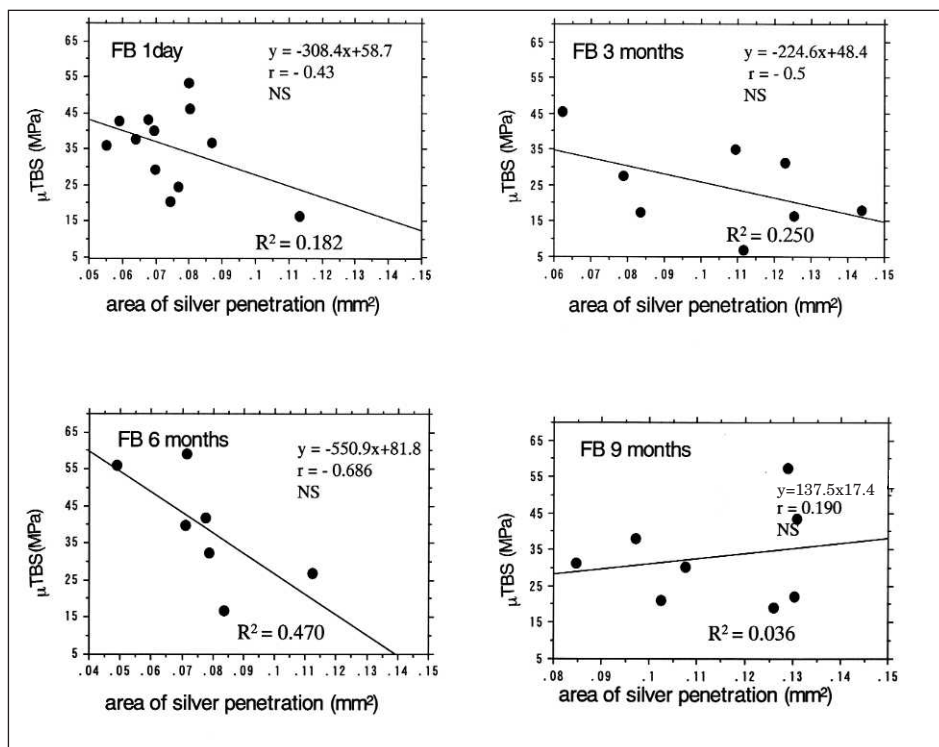 FB 1day
y = -308.4x+58.7
r = - 0.43
NS
65
55
45
35
25
15
5
μTBS (MPa)
R² = 0.182
.05 .06 .07 .08 .09 .1 .11 .12 .13 .14 .15
area of silver penetration (mm²)
FB 3 months
y = -224.6x+48.4
r = - 0.5
NS
65
55
45
35
25
15
5
μTBS (MPa)
R² = 0.250
.06 .07 .08 .09 .1 .11 .12 .13 .14 .15
area of silver penetration (mm²)
FB 6 months
y = -550.9x+81.8
r = - 0.686
NS
65
55
45
35
25
15
5
μTBS(MPa)
R² = 0.470
.04 .05 .06 .07 .08 .09 .1 .11 .12 .13 .14 .15
area of silver penetration (mm²)
FB 9 months
y=137.5x17.4
r = 0.190
NS
65
55
45
35
25
15
5
μTBS (MPa)
R² = 0.036
.08 .09 .1 .11 .12 .13 .14 .15
area of silver penetration (mm²)